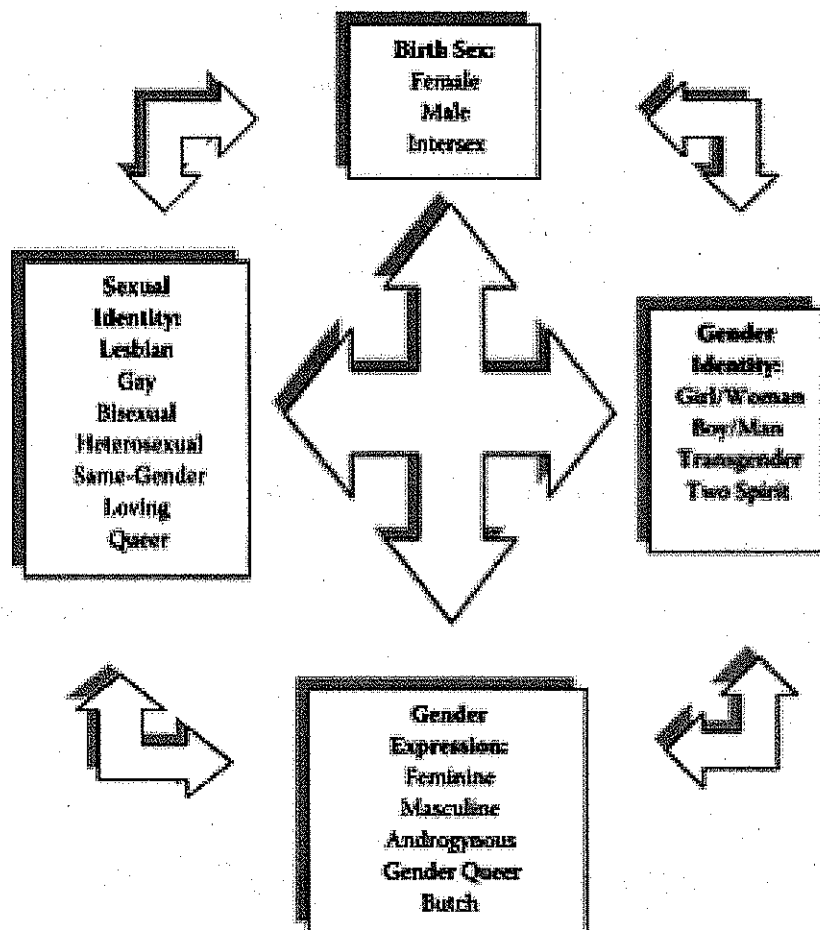 Birth Sex:
Female
Male
Intersex
Sexual
Identity:
Lesbian
Gay
Bisexual
Heterosexual
Same-Gender
Loving
Queer
Gender
Identity:
Girl/Woman
Boy/Man
Transgender
Two Spirit
Gender
Expression:
Feminine
Masculine
Androgynous
Gender Queer
Butch